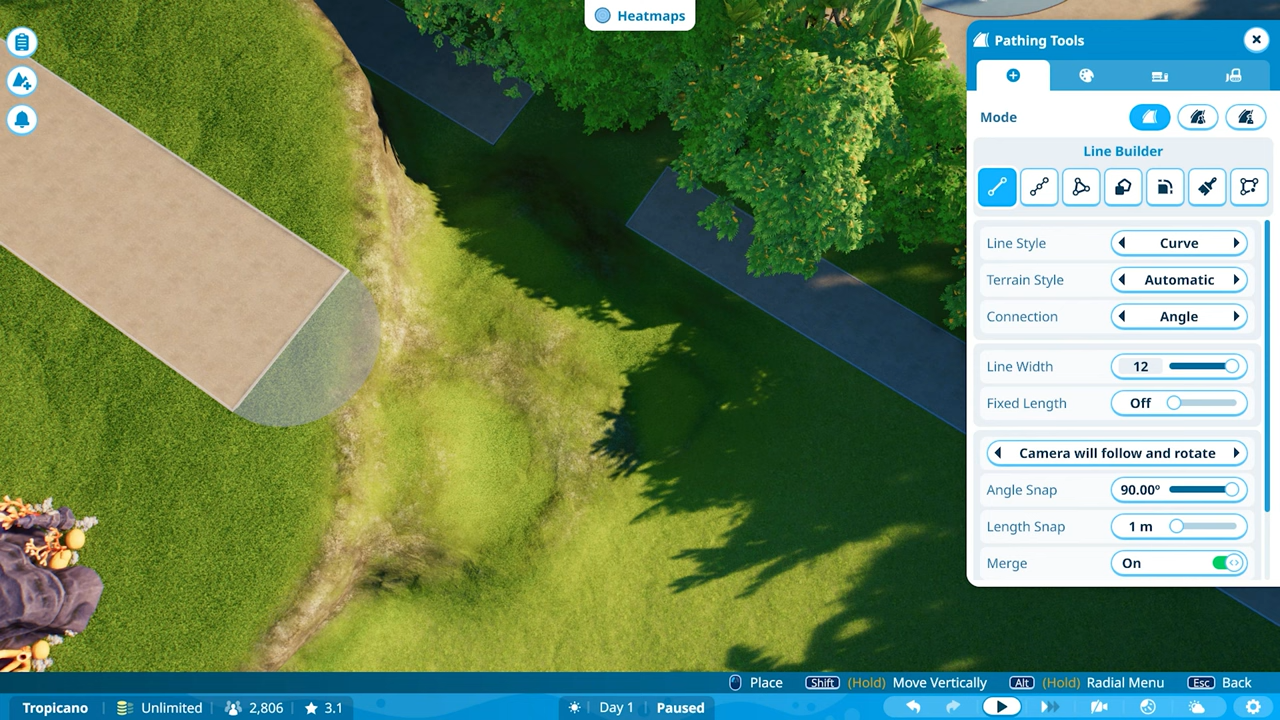 Heatmaps
Pathing Tools
Mode
Line Builder
Line Style Curve
Terrain Style Automatic
Connection Angle
Line Width 12
Fixed Length Off
Camera will follow and rotate
Angle Snap 90.00°
Length Snap 1 m
Merge On
Place Shift (Hold) Move Vertically Alt (Hold) Radial Menu Esc Back
Tropicano Unlimited 2,806 3.1 Day 1 Paused